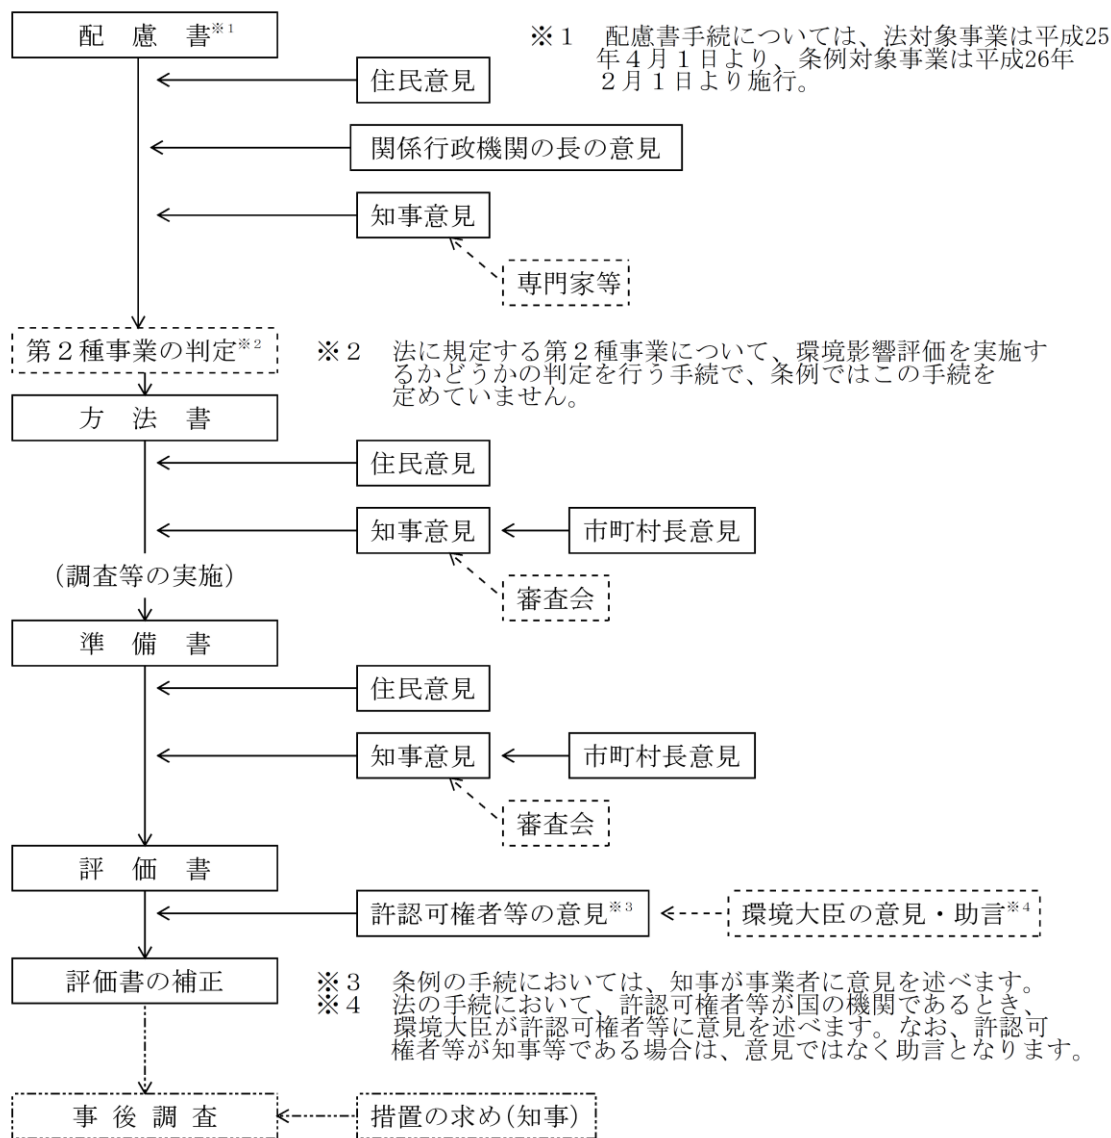 配　慮　書※1
※１　配慮書手続については、法対象事業は平成25
年４月１日より、条例対象事業は平成26年
２月１日より施行。
住民意見
関係行政機関の長の意見
知事意見
専門家等
第２種事業の判定※2
※２　法に規定する第２種事業について、環境影響評価を実施す
るかどうかの判定を行う手続で、条例ではこの手続を
定めていません。
方　法　書
住民意見
知事意見
市町村長意見
(調査等の実施)
審査会
準　備　書
住民意見
知事意見
市町村長意見
審査会
評　価　書
許認可権者等の意見※3
環境大臣の意見・助言※4
評価書の補正
※３　条例の手続においては、知事が事業者に意見を述べます。
※４　法の手続において、許認可権者等が国の機関であるとき、
環境大臣が許認可権者等に意見を述べます。なお、許認可
権者等が知事等である場合は、意見ではなく助言となります。
事後調査
措置の求め(知事)